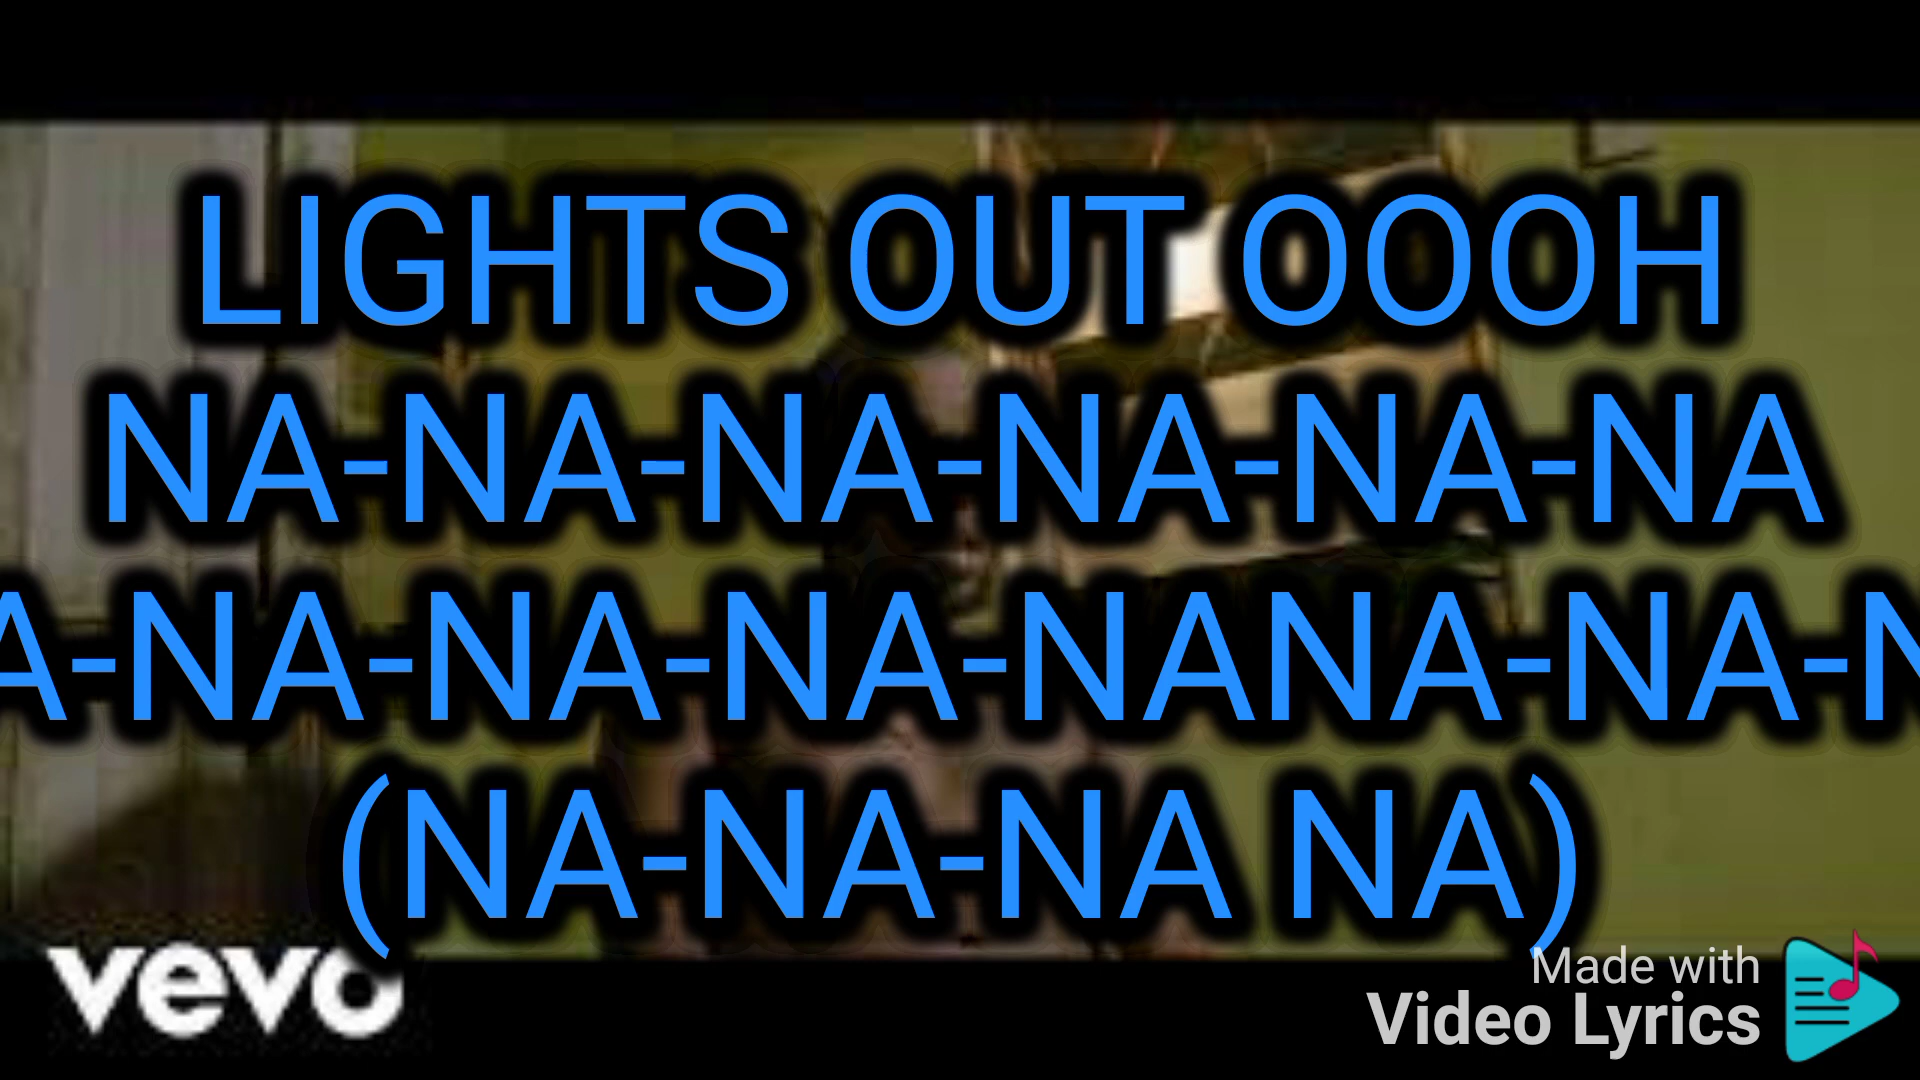 LIGHTS OUT OOOH
NA-NA-NA-NA-NA-NA
A-NA-NA-NA-NANA-NA-N
(NA-NA-NA NA)
vevo
Made with
Video Lyrics